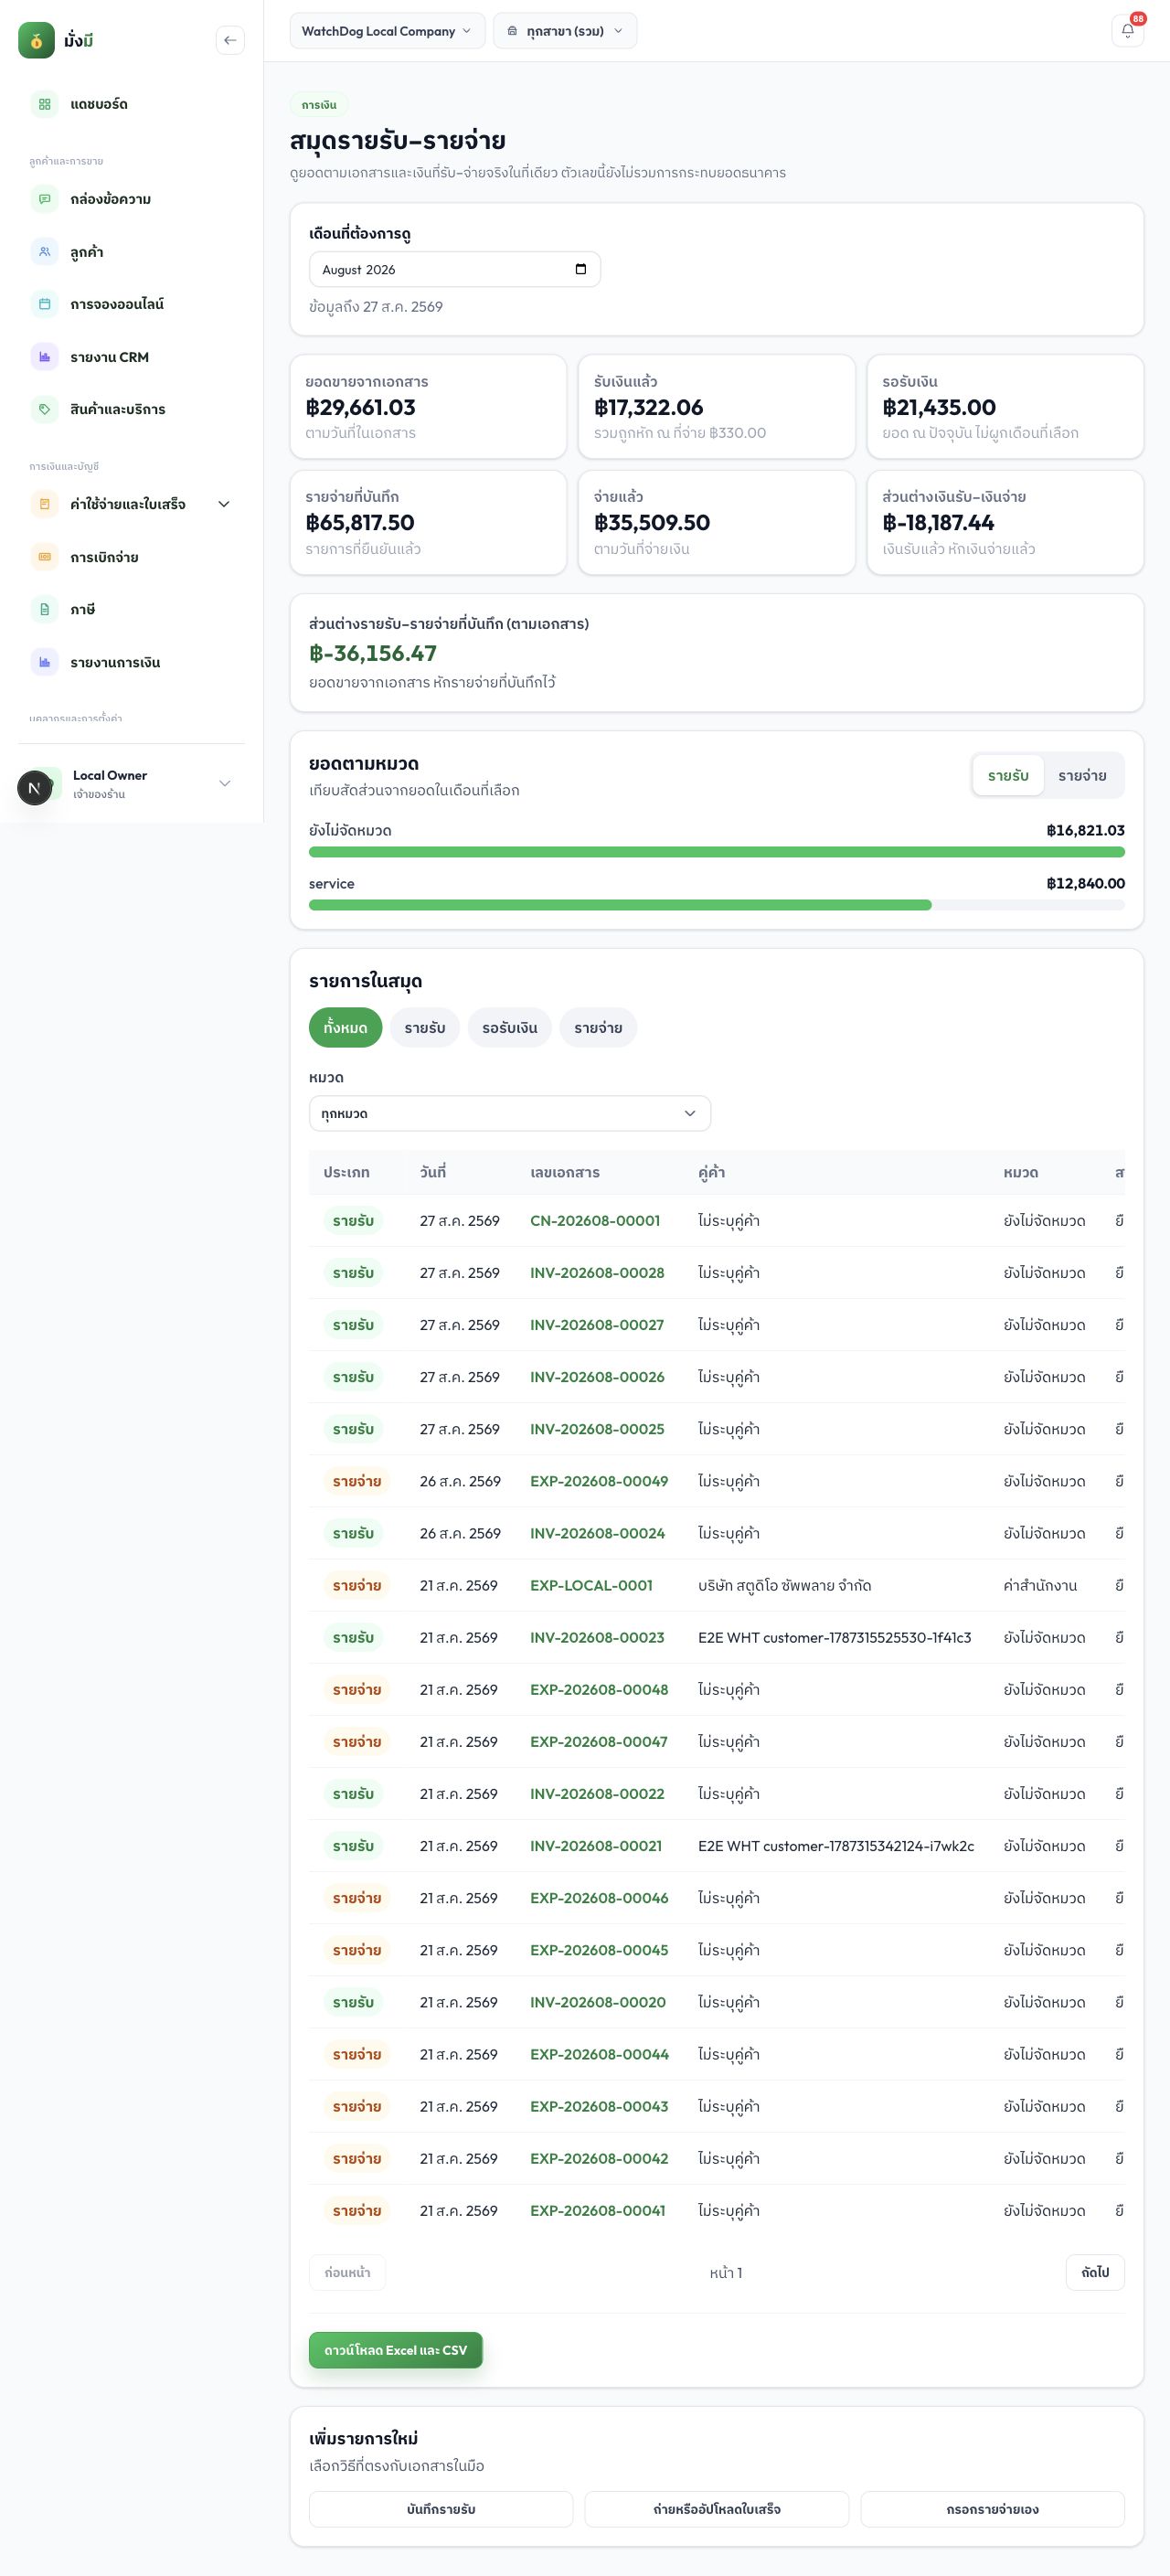 มั่งมี
แดชบอร์ด
ลูกค้าและการขาย
กล่องข้อความ
ลูกค้า
การจองออนไลน์
รายงาน CRM
สินค้าและบริการ
การเงินและบัญชี
ค่าใช้จ่ายและใบเสร็จ
การเบิกจ่าย
ภาษี
รายงานการเงิน
บุคลากรและการตั้งค่า
N
Local Owner
เจ้าของร้าน
WatchDog Local Company
ทุกสาขา (รวม)
88
การเงิน
สมุดรายรับ–รายจ่าย
ดูยอดตามเอกสารและเงินที่รับ–จ่ายจริงในที่เดียว ตัวเลขนี้ยังไม่รวมการกระทบยอดธนาคาร
เดือนที่ต้องการดู
August 2026
ข้อมูลถึง 27 ส.ค. 2569
ยอดขายจากเอกสาร
฿29,661.03
ตามวันที่ในเอกสาร
รับเงินแล้ว
฿17,322.06
รวมถูกหัก ณ ที่จ่าย ฿330.00
รอรับเงิน
฿21,435.00
ยอด ณ ปัจจุบัน ไม่ผูกเดือนที่เลือก
รายจ่ายที่บันทึก
฿65,817.50
รายการที่ยืนยันแล้ว
จ่ายแล้ว
฿35,509.50
ตามวันที่จ่ายเงิน
ส่วนต่างเงินรับ–เงินจ่าย
฿-18,187.44
เงินรับแล้ว หักเงินจ่ายแล้ว
ส่วนต่างรายรับ–รายจ่ายที่บันทึก (ตามเอกสาร)
฿-36,156.47
ยอดขายจากเอกสาร หักรายจ่ายที่บันทึกไว้
ยอดตามหมวด
เทียบสัดส่วนจากยอดในเดือนที่เลือก
รายรับ รายจ่าย
ยังไม่จัดหมวด ฿16,821.03
service ฿12,840.00
รายการในสมุด
ทั้งหมด รายรับ รอรับเงิน รายจ่าย
หมวด
ทุกหมวด
ประเภท วันที่ เลขเอกสาร คู่ค้า หมวด ส
รายรับ 27 ส.ค. 2569 CN-202608-00001 ไม่ระบุคู่ค้า ยังไม่จัดหมวด ยื
รายรับ 27 ส.ค. 2569 INV-202608-00028 ไม่ระบุคู่ค้า ยังไม่จัดหมวด ยื
รายรับ 27 ส.ค. 2569 INV-202608-00027 ไม่ระบุคู่ค้า ยังไม่จัดหมวด ยื
รายรับ 27 ส.ค. 2569 INV-202608-00026 ไม่ระบุคู่ค้า ยังไม่จัดหมวด ยื
รายรับ 27 ส.ค. 2569 INV-202608-00025 ไม่ระบุคู่ค้า ยังไม่จัดหมวด ยื
รายจ่าย 26 ส.ค. 2569 EXP-202608-00049 ไม่ระบุคู่ค้า ยังไม่จัดหมวด ยื
รายรับ 26 ส.ค. 2569 INV-202608-00024 ไม่ระบุคู่ค้า ยังไม่จัดหมวด ยื
รายจ่าย 21 ส.ค. 2569 EXP-LOCAL-0001 บริษัท สตูดิโอ ซัพพลาย จำกัด ค่าสำนักงาน ยื
รายรับ 21 ส.ค. 2569 INV-202608-00023 E2E WHT customer-1787315525530-1f41c3 ยังไม่จัดหมวด ยื
รายจ่าย 21 ส.ค. 2569 EXP-202608-00048 ไม่ระบุคู่ค้า ยังไม่จัดหมวด ยื
รายจ่าย 21 ส.ค. 2569 EXP-202608-00047 ไม่ระบุคู่ค้า ยังไม่จัดหมวด ยื
รายรับ 21 ส.ค. 2569 INV-202608-00022 ไม่ระบุคู่ค้า ยังไม่จัดหมวด ยื
รายรับ 21 ส.ค. 2569 INV-202608-00021 E2E WHT customer-1787315342124-i7wk2c ยังไม่จัดหมวด ยื
รายจ่าย 21 ส.ค. 2569 EXP-202608-00046 ไม่ระบุคู่ค้า ยังไม่จัดหมวด ยื
รายจ่าย 21 ส.ค. 2569 EXP-202608-00045 ไม่ระบุคู่ค้า ยังไม่จัดหมวด ยื
รายรับ 21 ส.ค. 2569 INV-202608-00020 ไม่ระบุคู่ค้า ยังไม่จัดหมวด ยื
รายจ่าย 21 ส.ค. 2569 EXP-202608-00044 ไม่ระบุคู่ค้า ยังไม่จัดหมวด ยื
รายจ่าย 21 ส.ค. 2569 EXP-202608-00043 ไม่ระบุคู่ค้า ยังไม่จัดหมวด ยื
รายจ่าย 21 ส.ค. 2569 EXP-202608-00042 ไม่ระบุคู่ค้า ยังไม่จัดหมวด ยื
รายจ่าย 21 ส.ค. 2569 EXP-202608-00041 ไม่ระบุคู่ค้า ยังไม่จัดหมวด ยื
ก่อนหน้า หน้า 1 ถัดไป
ดาวน์โหลด Excel และ CSV
เพิ่มรายการใหม่
เลือกวิธีที่ตรงกับเอกสารในมือ
บันทึกรายรับ ถ่ายหรืออัปโหลดใบเสร็จ กรอกรายจ่ายเอง